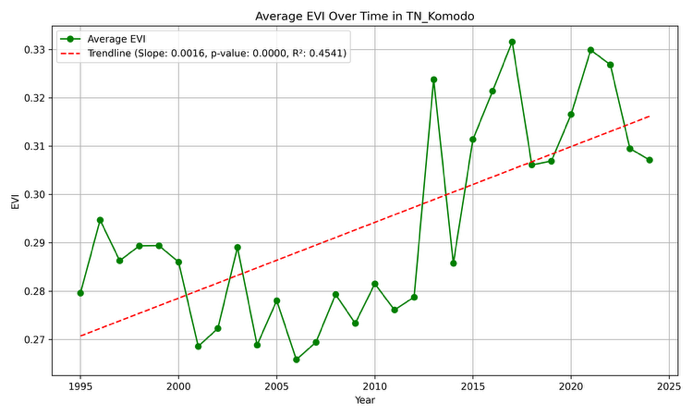 Average EVI Over Time in TN_Komodo
Average EVI
Trendline (Slope: 0.0016, p-value: 0.0000, R²: 0.4541)
0.33
0.32
0.31
0.30
0.29
0.28
0.27
EVI
1995 2000 2005 2010 2015 2020 2025
Year